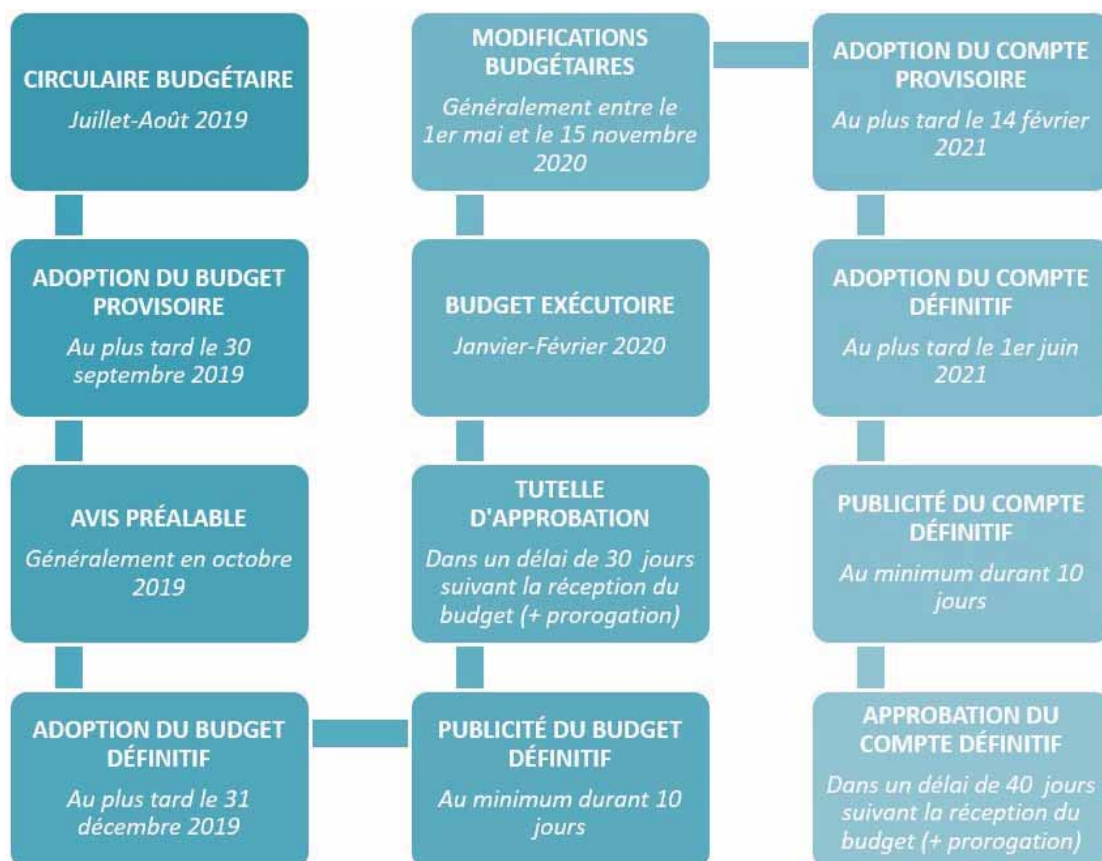 CIRCULAIRE BUDGÉTAIRE
Juillet-Août 2019
ADOPTION DU BUDGET
PROVISOIRE
Au plus tard le 30
septembre 2019
AVIS PRÉALABLE
Généralement en octobre
2019
ADOPTION DU BUDGET
DÉFINITIF
Au plus tard le 31
décembre 2019
PUBLICITÉ DU BUDGET
DÉFINITIF
Au minimum durant 10
jours
TUTELLE
D'APPROBATION
Dans un délai de 30 jours
suivant la réception du
budget (+ prorogation)
BUDGET EXÉCUTOIRE
Janvier-Février 2020
MODIFICATIONS
BUDGÉTAIRES
Généralement entre le
1er mai et le 15 novembre
2020
ADOPTION DU COMPTE
PROVISOIRE
Au plus tard le 14 février
2021
ADOPTION DU COMPTE
DÉFINITIF
Au plus tard le 1er juin
2021
PUBLICITÉ DU COMPTE
DÉFINITIF
Au minimum durant 10
jours
APPROBATION DU
COMPTE DÉFINITIF
Dans un délai de 40 jours
suivant la réception du
budget (+ prorogation)